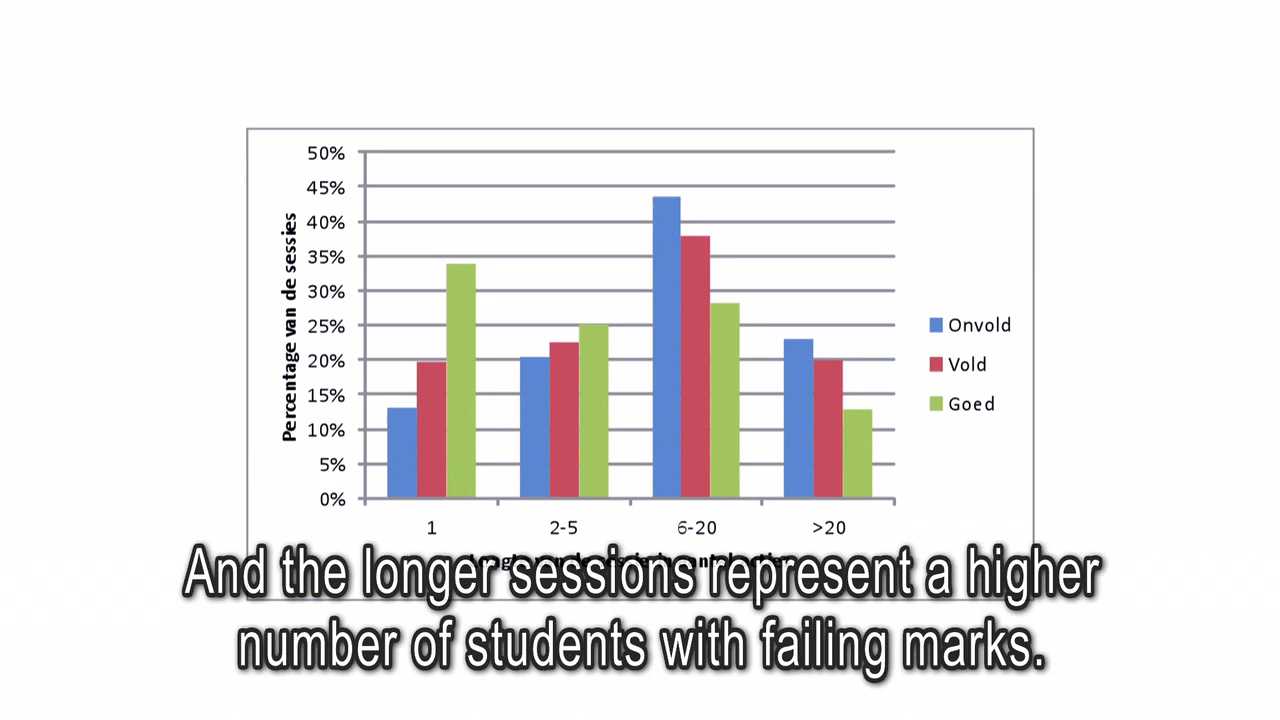 50%
45%
40%
35%
30%
25%
20%
15%
10%
5%
0%
Percentage van de sessies
1 2-5 6-20 >20
Onvold
Vold
Goed
And the longer sessions represent a higher
number of students with failing marks.